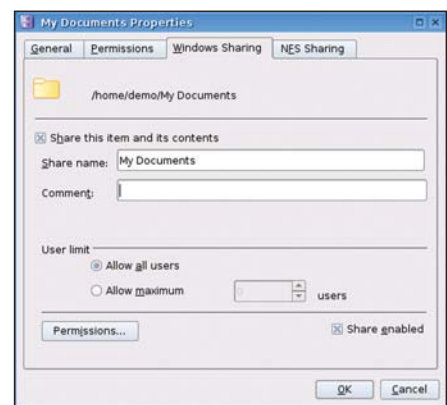 My Documents Properties
General Permissions Windows Sharing NFS Sharing
/home/demo/My Documents
Share this item and its contents
Share name: My Documents
Comment:
User limit
Allow all users
Allow maximum 0 users
Permissions... Share enabled
OK Cancel